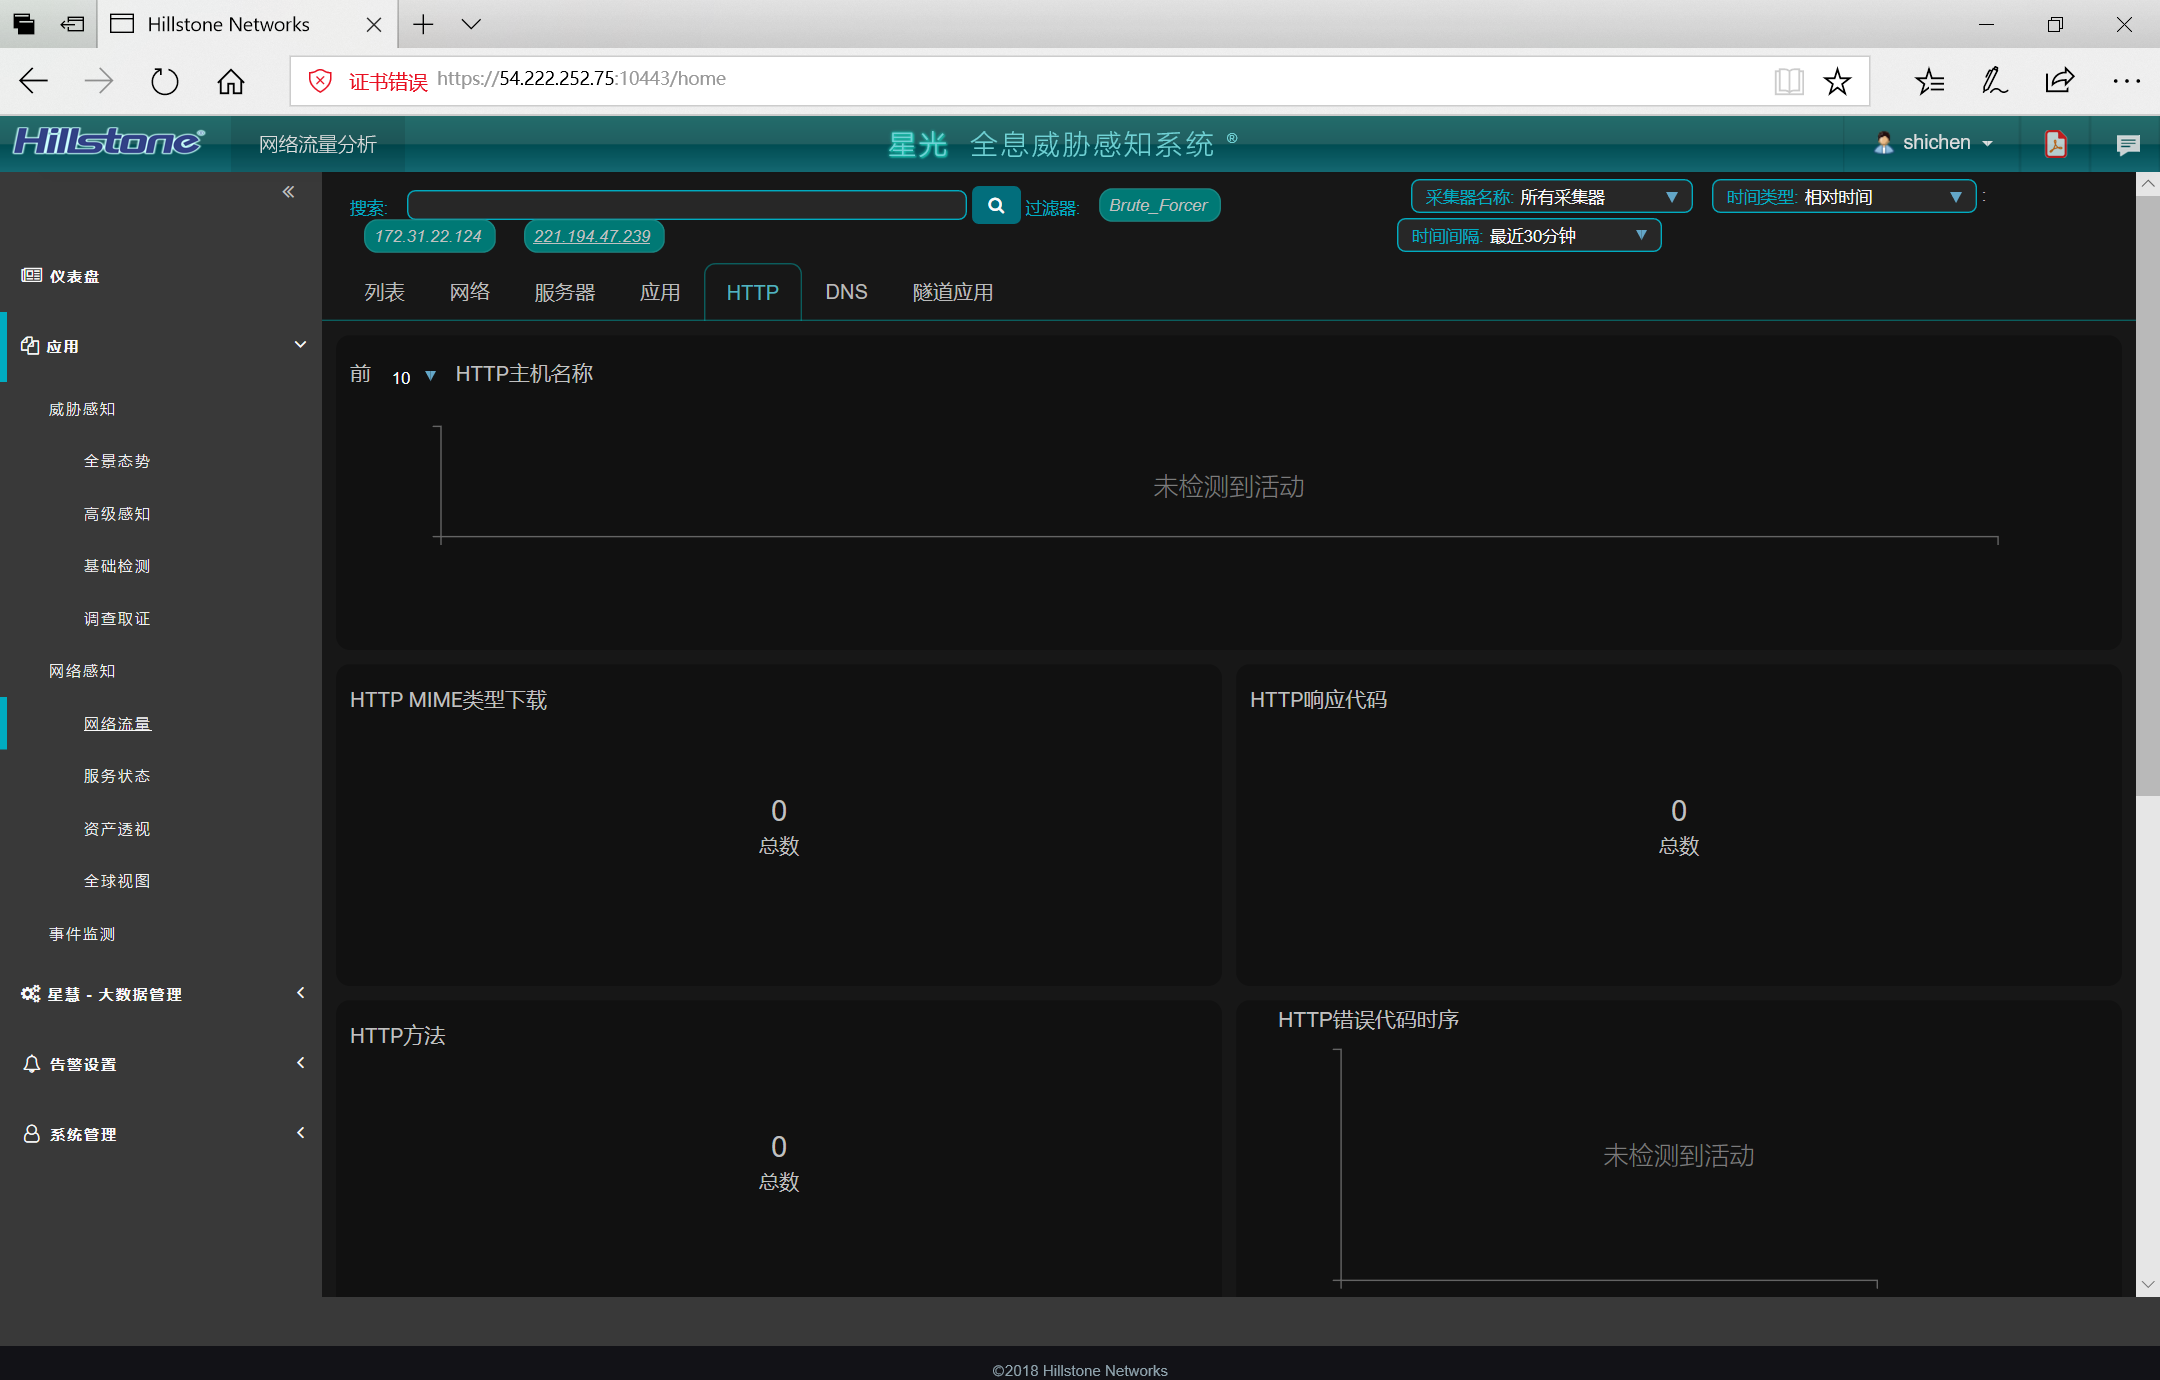 Hillstone Networks
证书错误 https://54.222.252.75:10443/home
Hillstone®
网络流量分析
星光 全息威胁感知系统 ®
shichen
仪表盘
应用
威胁感知
全景态势
高级感知
基础检测
调查取证
网络感知
网络流量
服务状态
资产透视
全球视图
事件监测
星慧 - 大数据管理
告警设置
系统管理
搜索:
过滤器: Brute_Forcer
172.31.22.124 221.194.47.239
采集器名称: 所有采集器
时间类型: 相对时间 :
时间间隔: 最近30分钟
列表 网络 服务器 应用 HTTP DNS 隧道应用
前 10 HTTP主机名称
未检测到活动
HTTP MIME类型下载
0
总数
HTTP响应代码
0
总数
HTTP方法
0
总数
HTTP错误代码时序
未检测到活动
©2018 Hillstone Networks